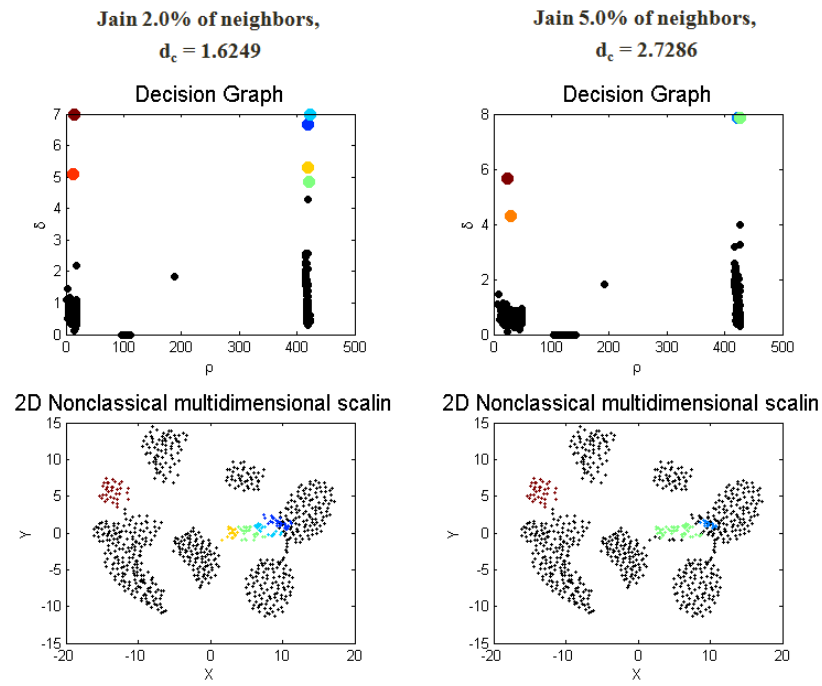 Jain 2.0% of neighbors,
d_c = 1.6249
Jain 5.0% of neighbors,
d_c = 2.7286
Decision Graph
7
6
5
4
3
2
1
0
δ
0 100 200 300 400 500
ρ
Decision Graph
8
6
4
2
0
δ
0 100 200 300 400 500
ρ
2D Nonclassical multidimensional scalin
15
10
5
0
-5
-10
-15
Y
-20 -10 0 10 20
X
2D Nonclassical multidimensional scalin
15
10
5
0
-5
-10
-15
Y
-20 -10 0 10 20
X